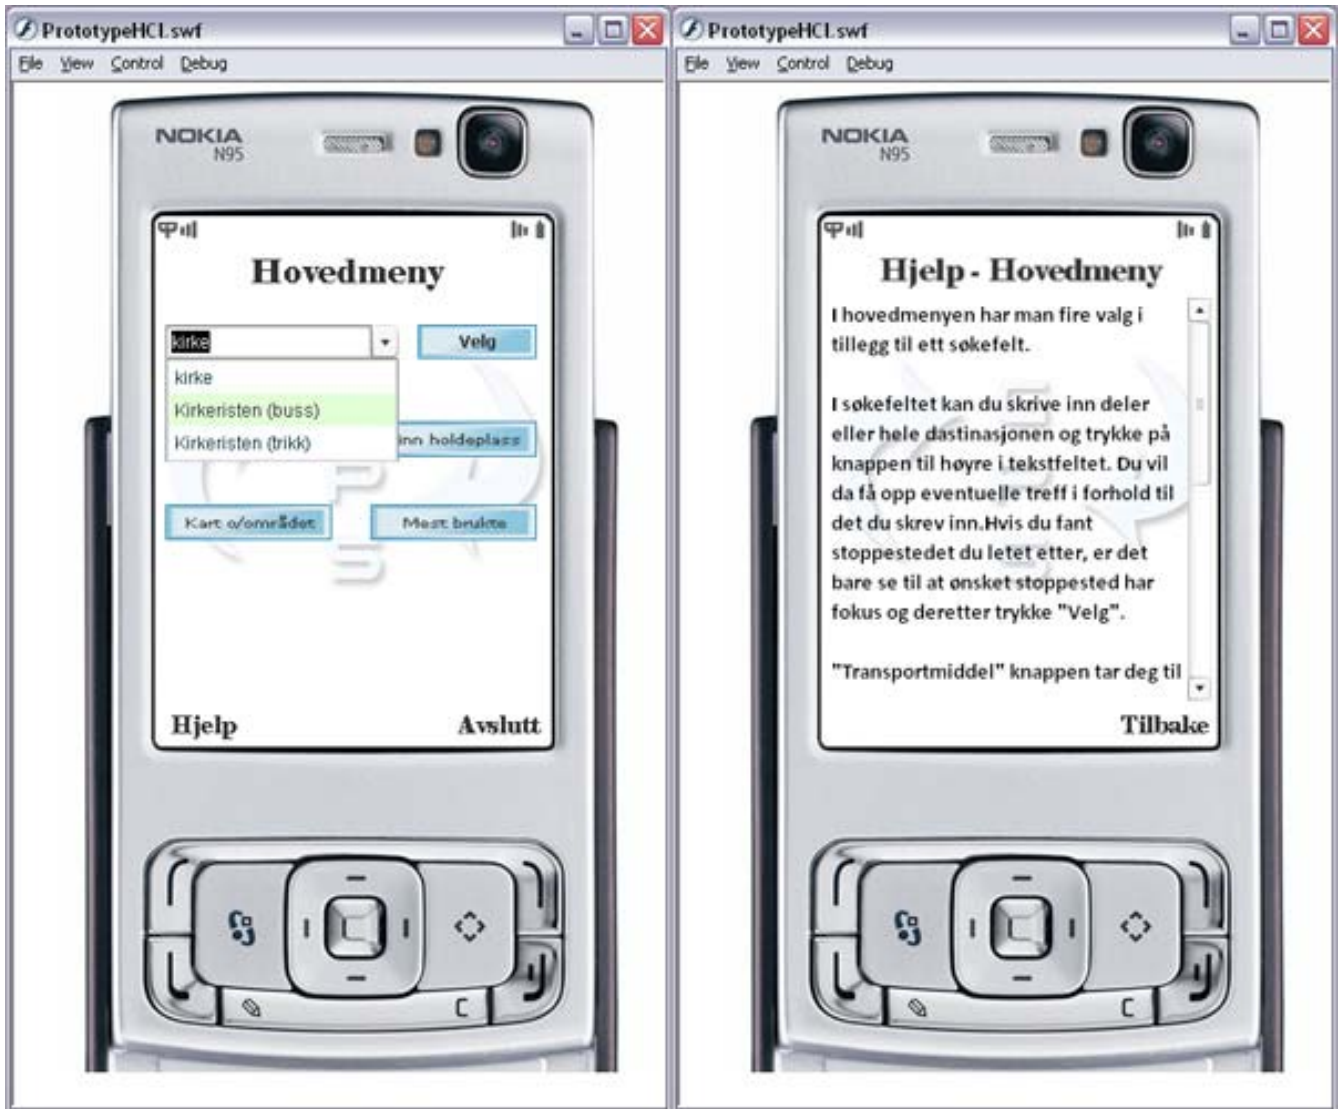 PrototypeHCI.swf
File View Control Debug
NOKIA
N95
Hovedmeny
kirke
Velg
kirke
Kirkeristen (buss)
Kirkeristen (trikk)
inn holdeplass
Kart o/området
Mest brukte
P
S
Hjelp
Avslutt
C
PrototypeHCI.swf
File View Control Debug
NOKIA
N95
Hjelp - Hovedmeny
I hovedmenyen har man fire valg i
tillegg til ett søkefelt.
I søkefeltet kan du skrive inn deler
eller hele dastinasjonen og trykke på
knappen til høyre i tekstfeltet. Du vil
da få opp eventuelle treff i forhold til
det du skrev inn.Hvis du fant
stoppestedet du letet etter, er det
bare se til at ønsket stoppested har
fokus og deretter trykke "Velg".
"Transportmiddel" knappen tar deg til
Tilbake
C